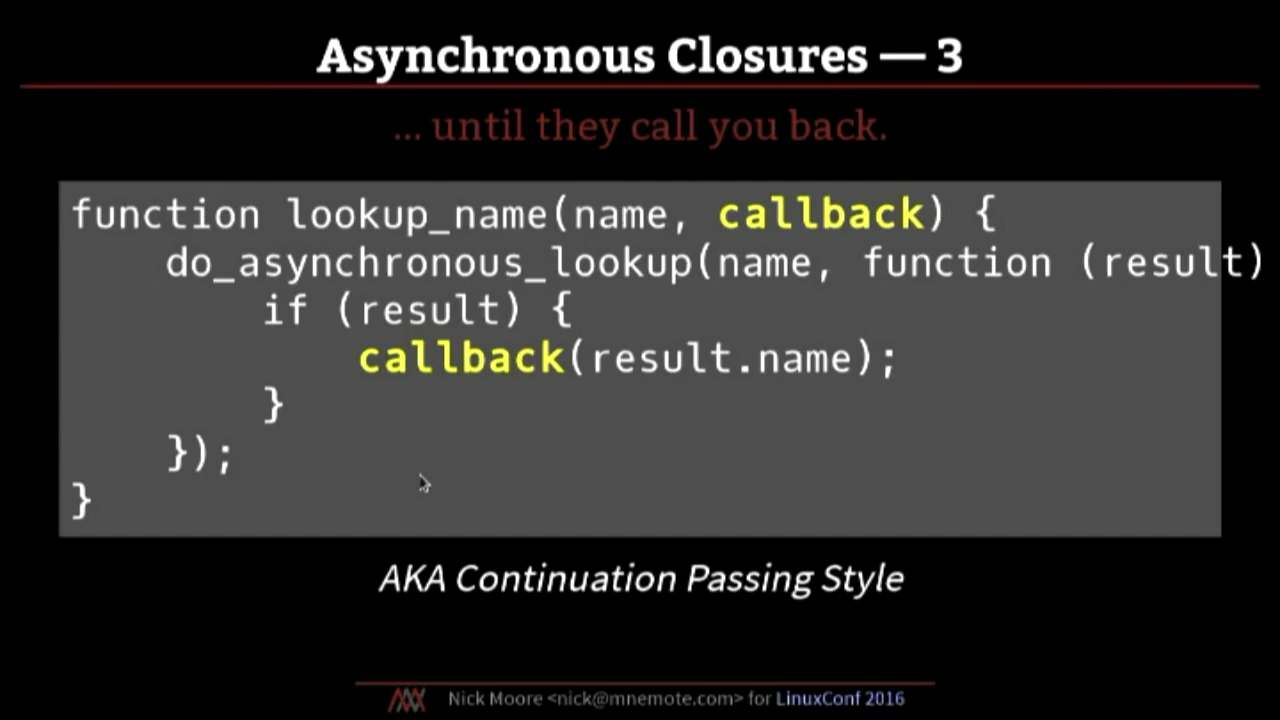 Asynchronous Closures — 3
... until they call you back.
function lookup_name(name, callback) {
    do_asynchronous_lookup(name, function (result)
        if (result) {
            callback(result.name);
        }
    });
}
AKA Continuation Passing Style
Nick Moore <nick@mnemote.com> for LinuxConf 2016